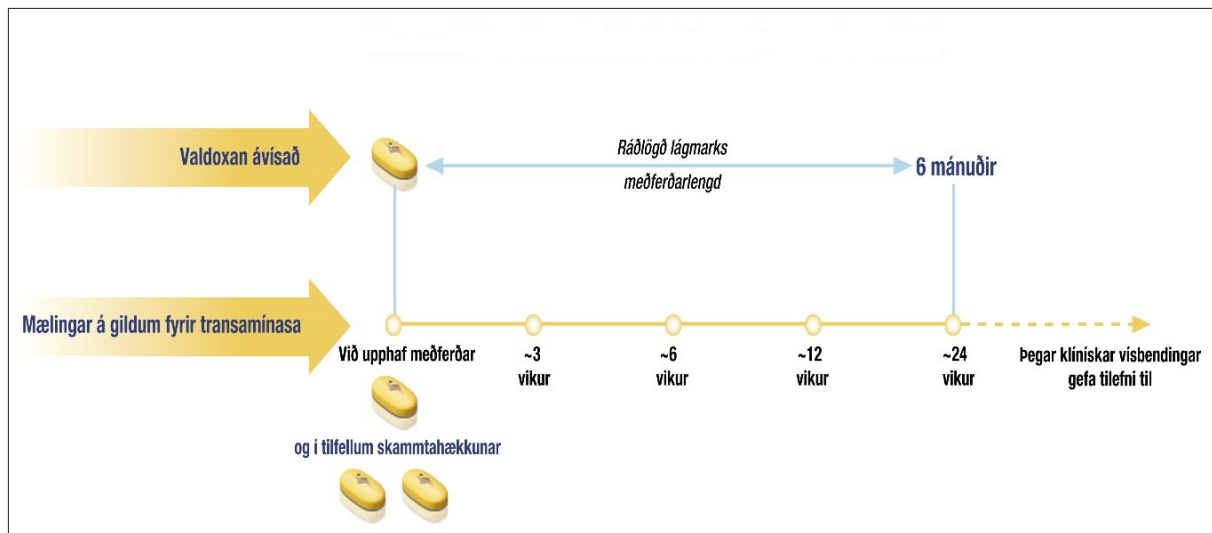 Valdoxan ávísað
Ráðlögð lágmarks
meðferðarlengd
6 mánuðir
Mælingar á gildum fyrir transamínasa
Við upphaf meðferðar
~3
vikur
~6
vikur
~12
vikur
~24
vikur
Þegar klínískar vísbendingar
gefa tilefni til
og í tilfellum skammtahækkunar